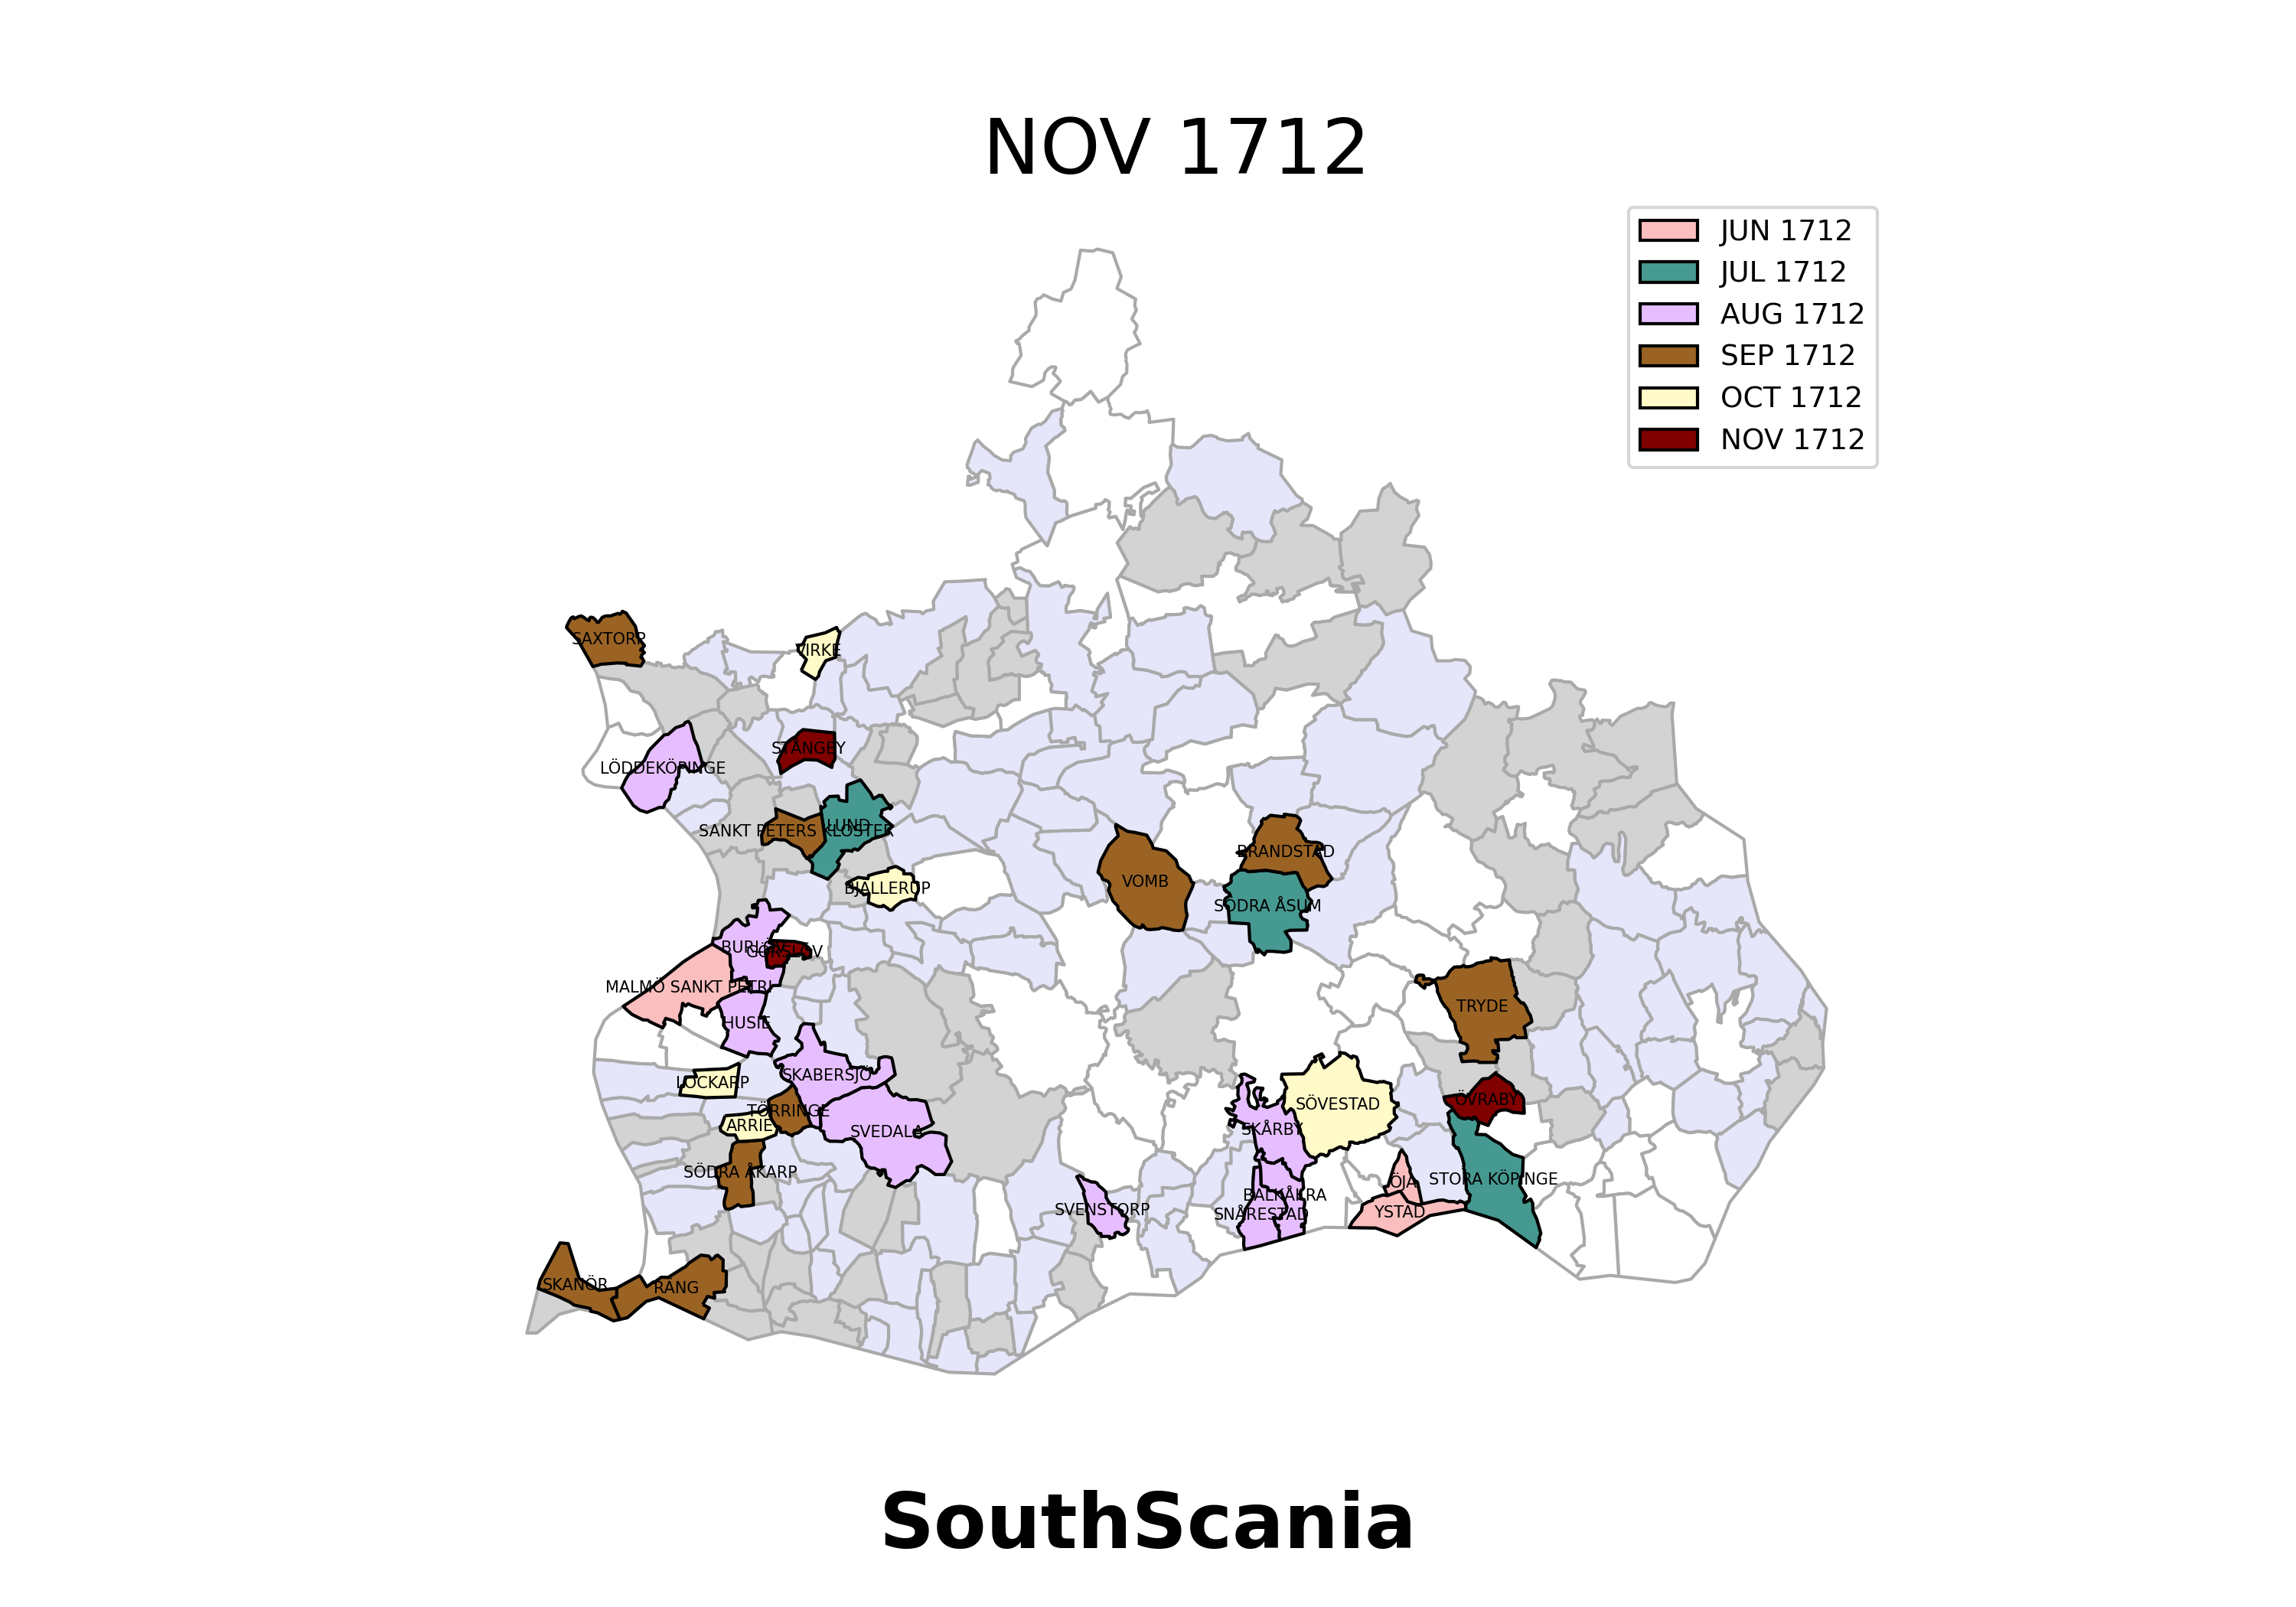 NOV 1712
JUN 1712
JUL 1712
AUG 1712
SEP 1712
OCT 1712
NOV 1712
SAXTORP
VIRKE
STÅNGBY
LÖDDEKÖPINGE
LUND
SANKT PETERS KLOSTER
BRANDSTAD
VOMB
BJÄLLERUP
SÖDRA ÅSUM
BURLÖV
GÖRSLÖV
MALMÖ SANKT PETRI
TRYDE
HUSIE
SKABERSJÖ
LOCKARP
ÖVRABY
SÖVESTAD
TÖRRINGE
ARRIE
SKÅRBY
SVEDALA
SÖDRA ÅKARP
STORA KÖPINGE
ÖJA
BALKÅKRA
SVENSTORP
YSTAD
SNÅRESTAD
SKANÖR
RÄNG
SouthScania